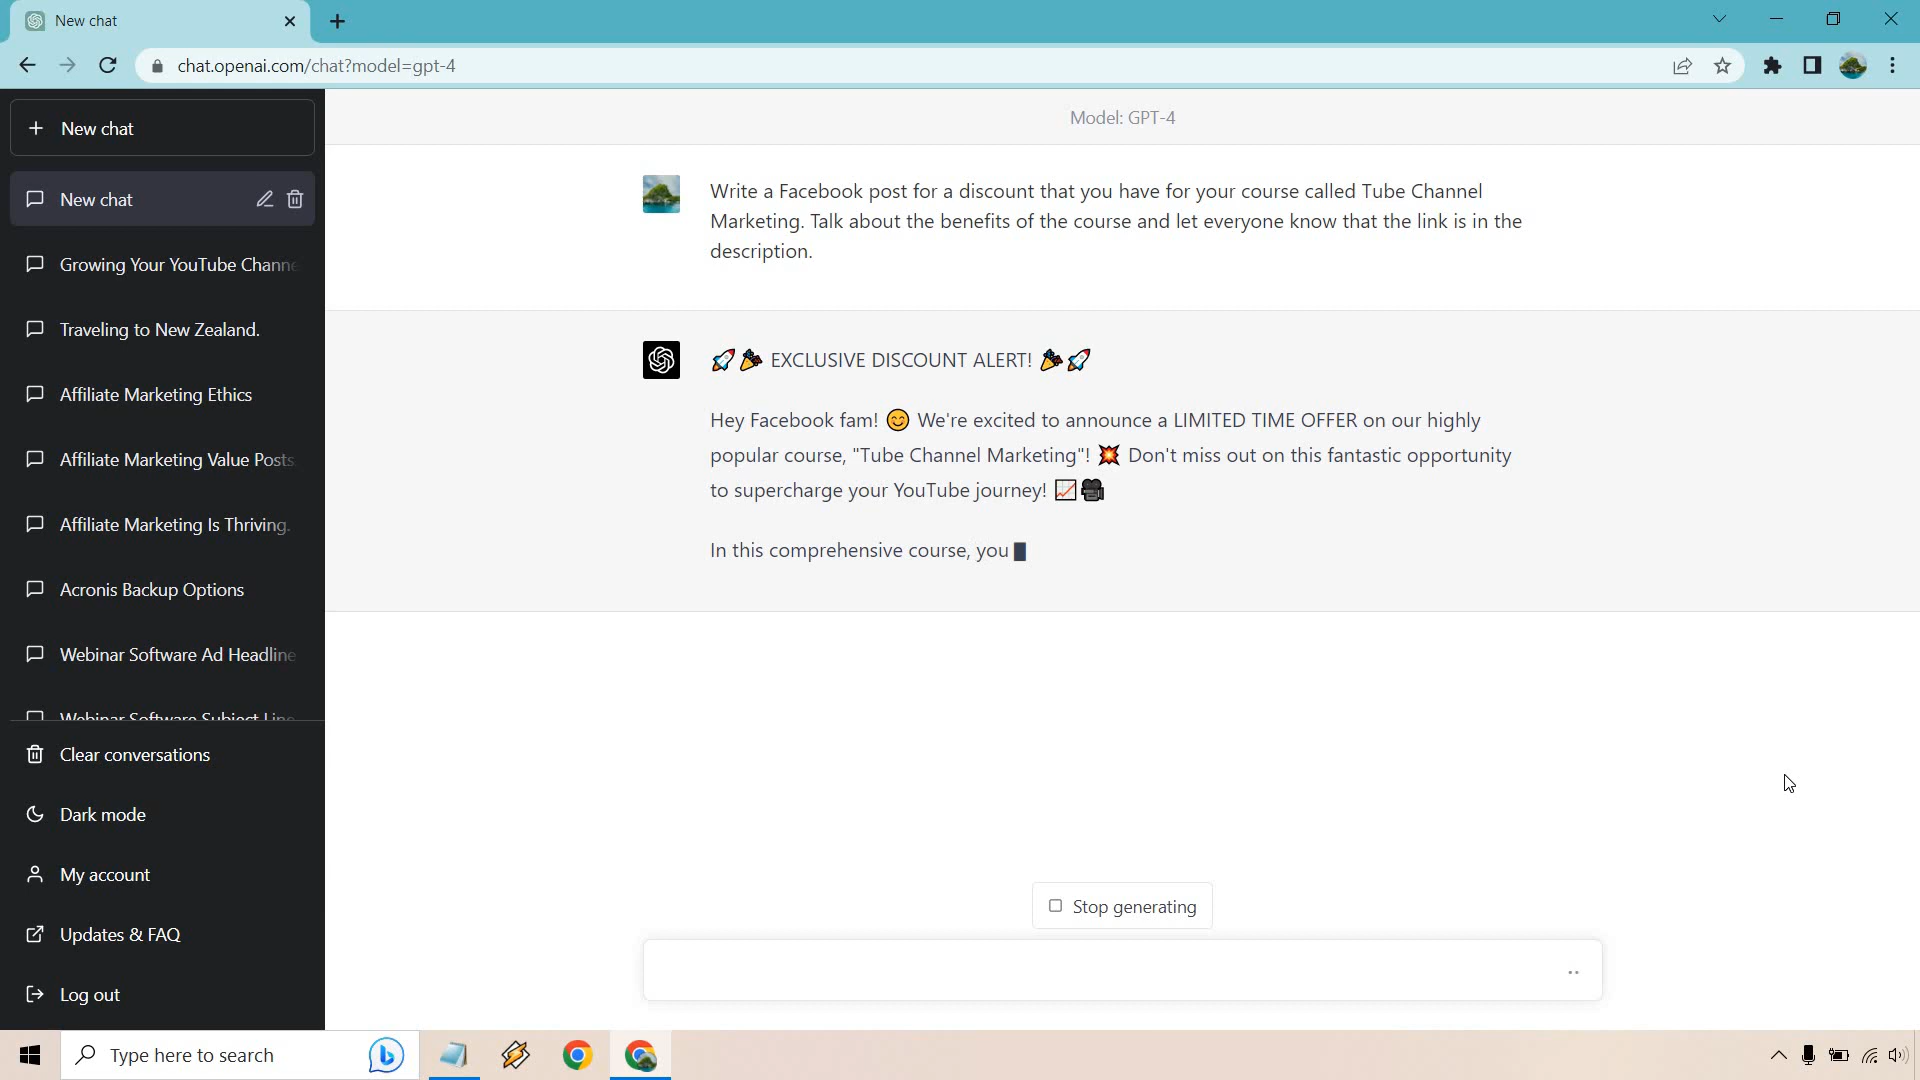 New chat
chat.openai.com/chat?model=gpt-4
New chat
New chat
Growing Your YouTube Channe
Traveling to New Zealand.
Affiliate Marketing Ethics
Affiliate Marketing Value Posts.
Affiliate Marketing Is Thriving.
Acronis Backup Options
Webinar Software Ad Headline
Webinar Software Subject Line
Clear conversations
Dark mode
My account
Updates & FAQ
Log out
Model: GPT-4
Write a Facebook post for a discount that you have for your course called Tube Channel
Marketing. Talk about the benefits of the course and let everyone know that the link is in the
description.
🚀🎉 EXCLUSIVE DISCOUNT ALERT! 🎉🚀
Hey Facebook fam! 😊 We're excited to announce a LIMITED TIME OFFER on our highly
popular course, "Tube Channel Marketing"! 💥 Don't miss out on this fantastic opportunity
to supercharge your YouTube journey! 📈🎥
In this comprehensive course, you
Stop generating
Type here to search